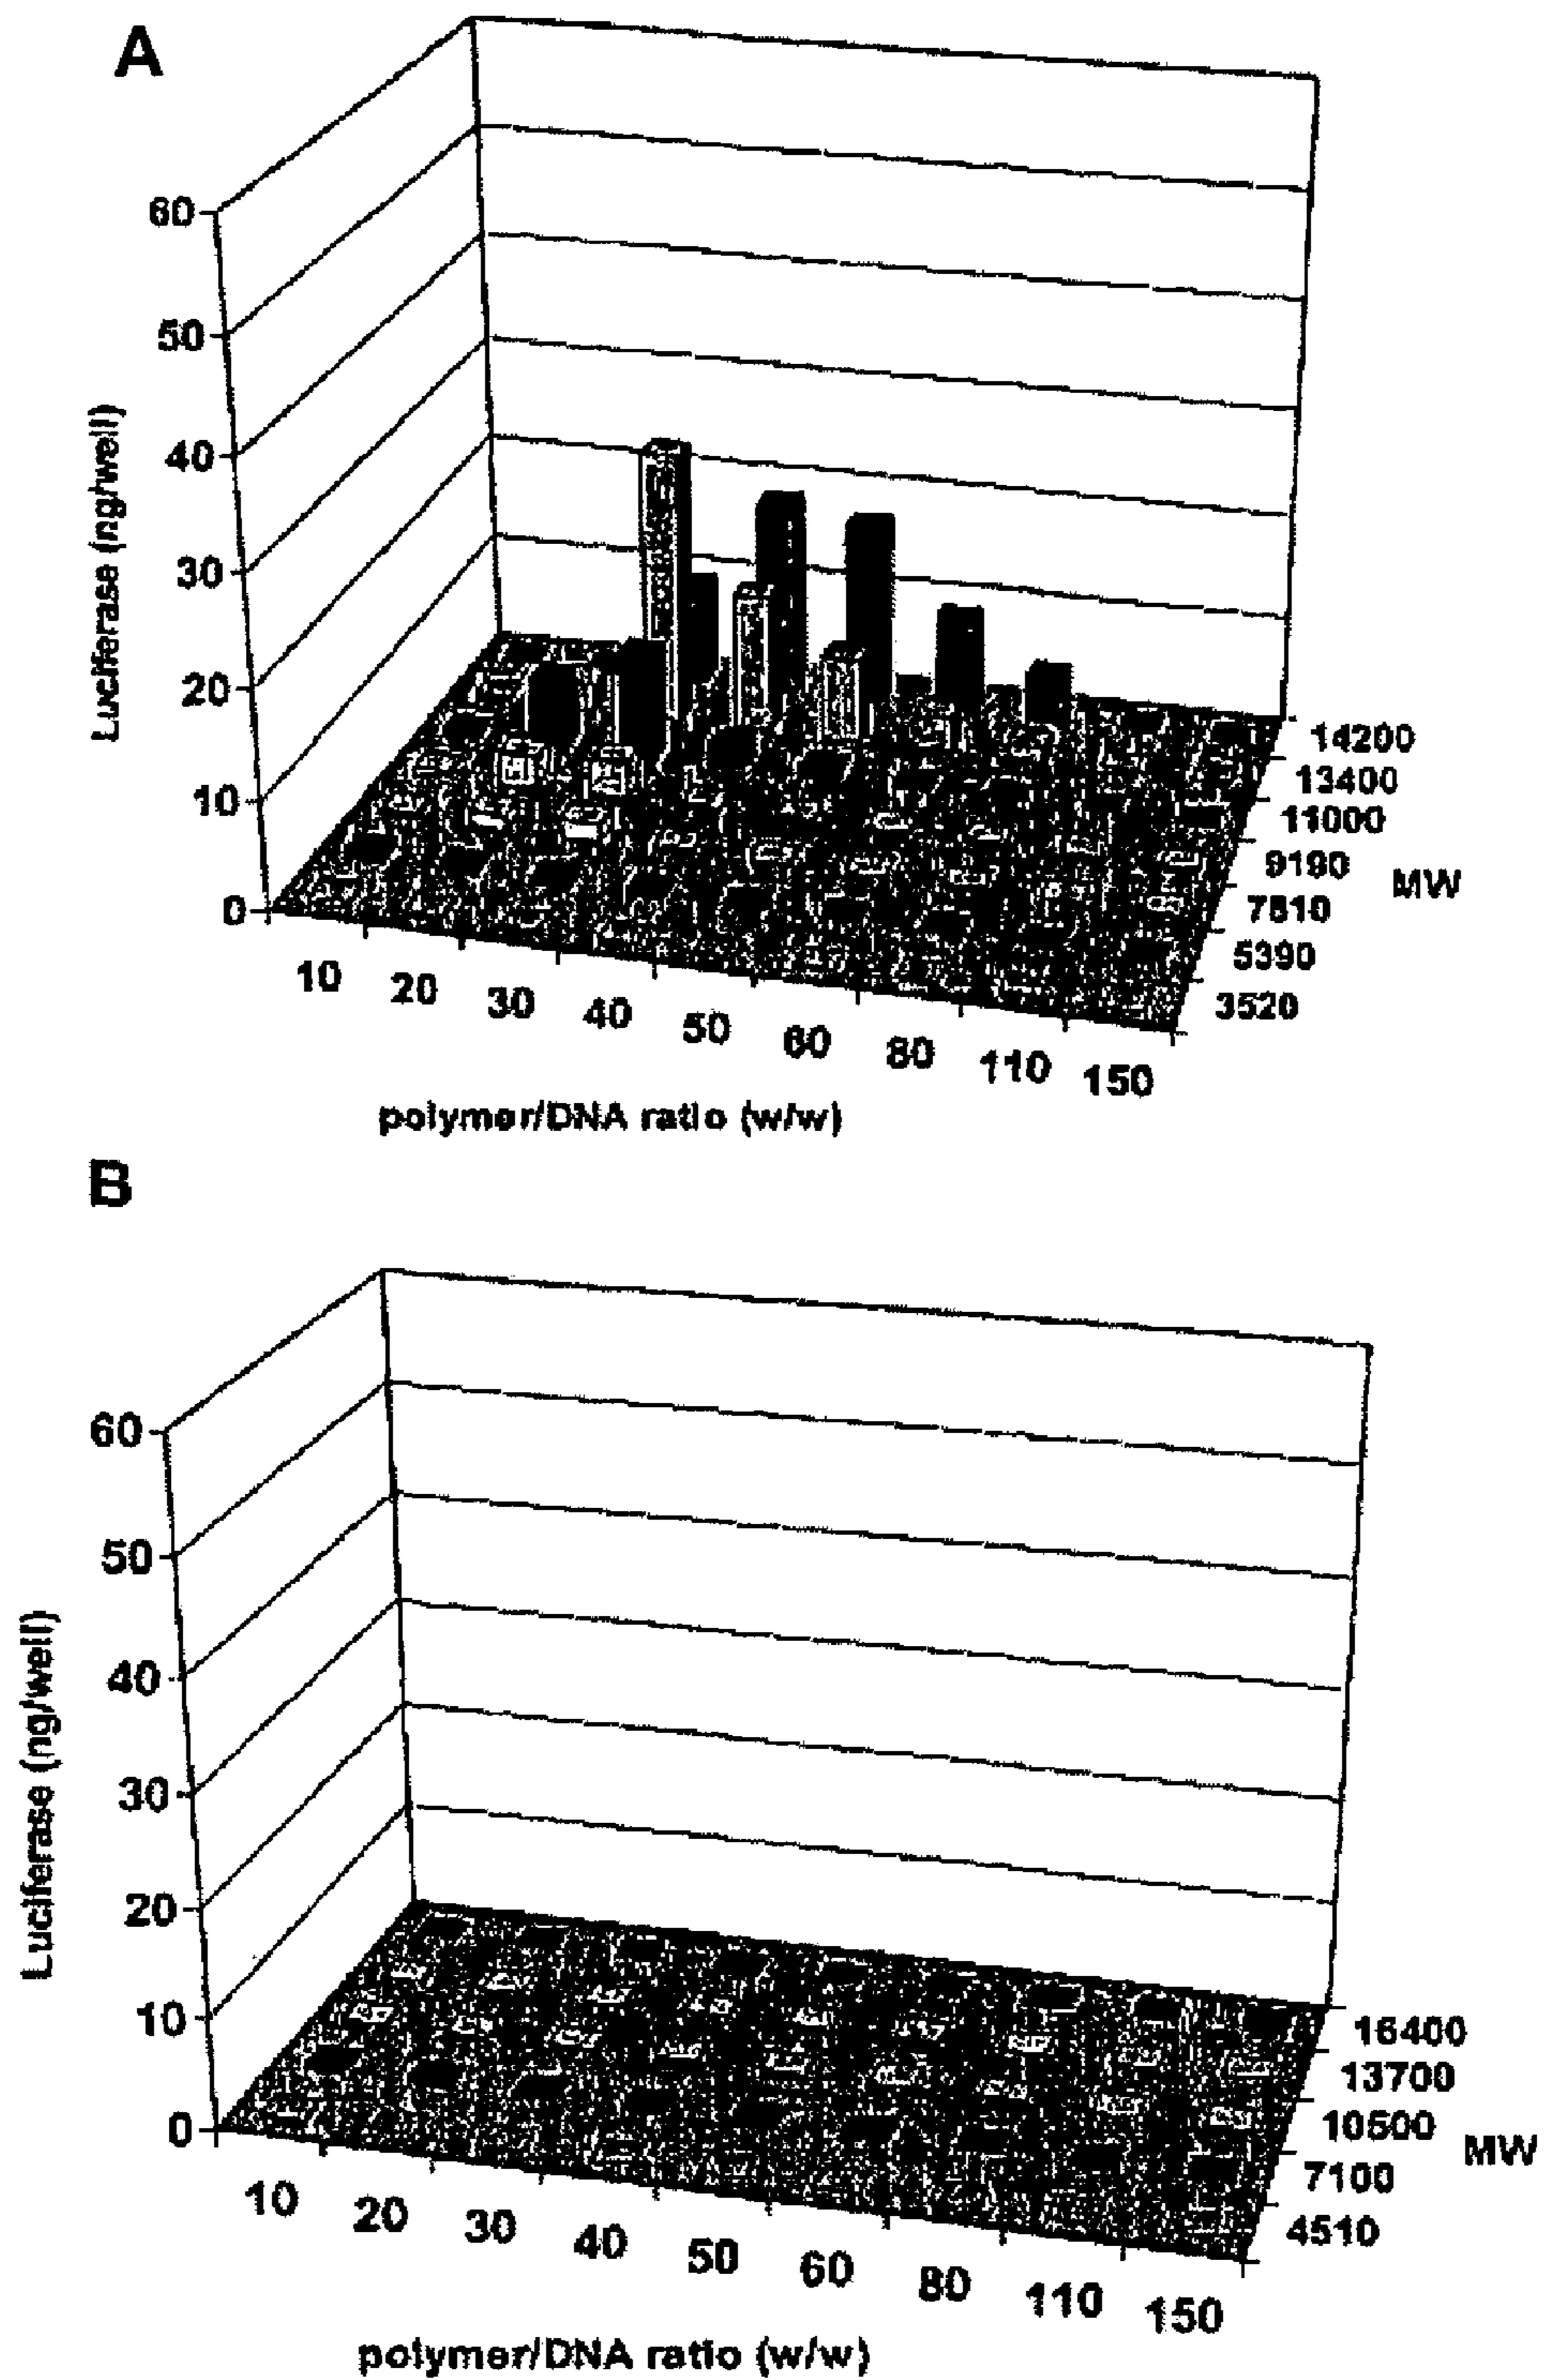 A
60
50
40
30
20
10
0
Luciferase (ng/well)
10 20 30 40 50 60 80 110 150
polymer/DNA ratio (w/w)
14200
13400
11000
9190
7810
5390
3520
MW
B
60
50
40
30
20
10
0
Luciferase (ng/well)
10 20 30 40 50 60 80 110 150
polymer/DNA ratio (w/w)
16400
13700
10500
7100
4510
MW